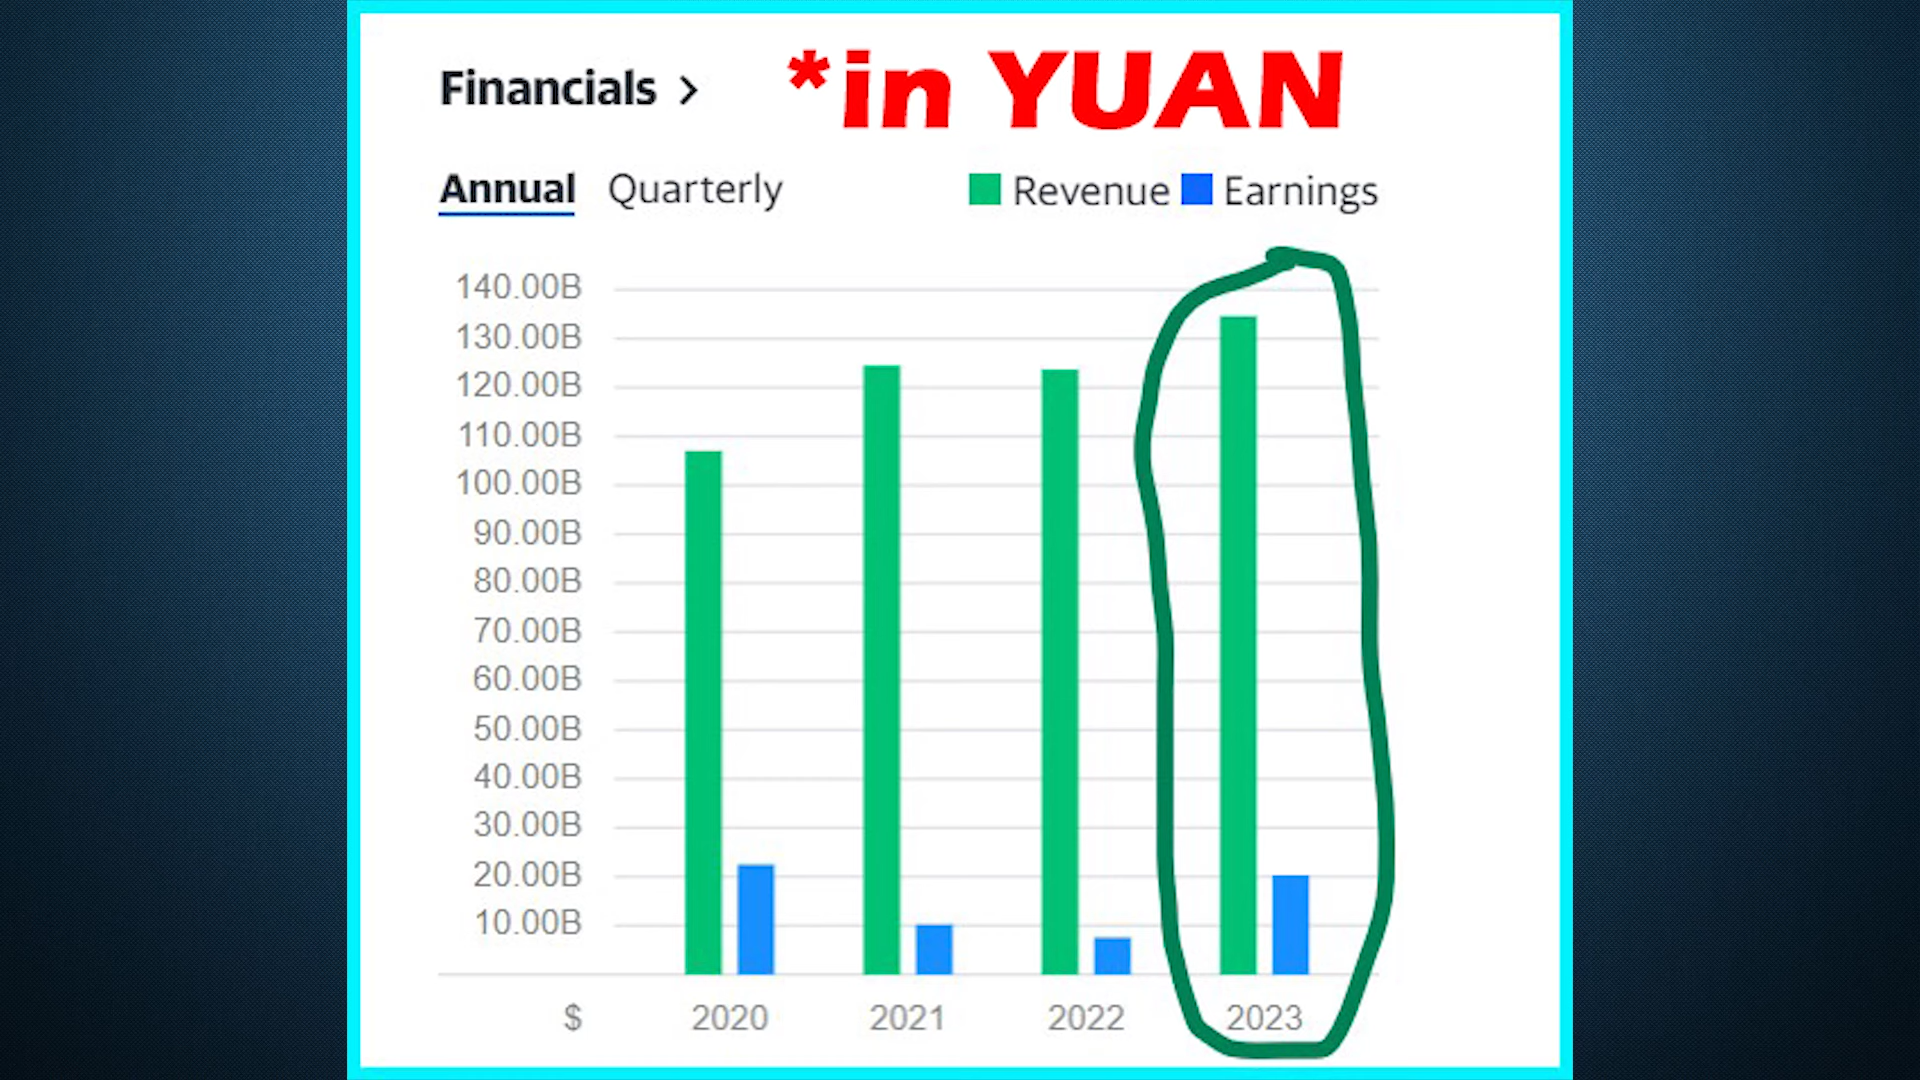 Financials > *in YUAN
Annual Quarterly Revenue Earnings
140.00B
130.00B
120.00B
110.00B
100.00B
90.00B
80.00B
70.00B
60.00B
50.00B
40.00B
30.00B
20.00B
10.00B
$ 2020 2021 2022 2023